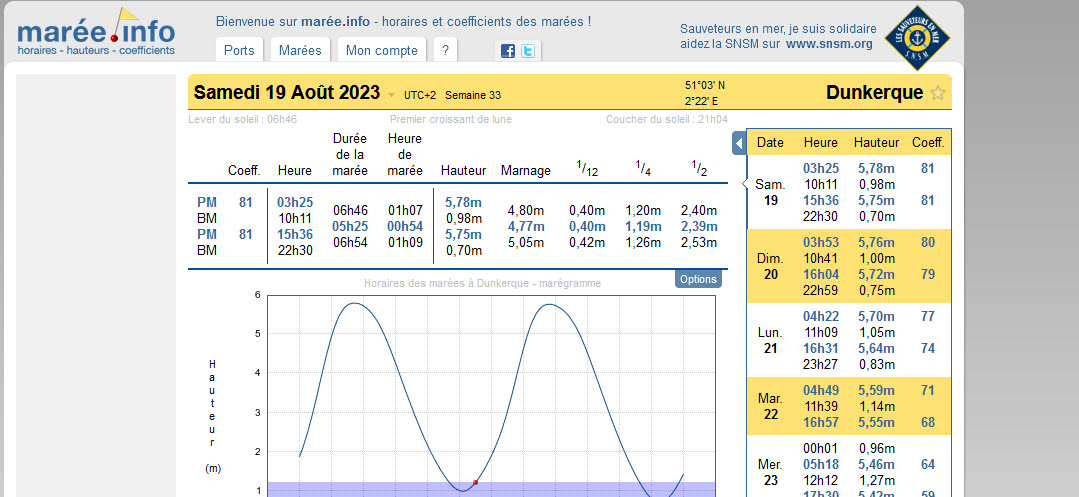 marée.info
horaires - hauteurs - coefficients
Bienvenue sur marée.info - horaires et coefficients des marées !
Ports
Marées
Mon compte
?
Sauveteurs en mer, je suis solidaire
aidez la SNSM sur www.snsm.org
LES SAUVETEURS EN MER
SNSM
Samedi 19 Août 2023 UTC+2 Semaine 33
51°03' N
2°22' E
Dunkerque
Lever du soleil : 06h46 Premier croissant de lune Coucher du soleil : 21h04
Durée Heure
de la de
Coeff. Heure marée marée Hauteur Marnage 1/12 1/4 1/2
PM 81 03h25 5,78m
06h46 01h07 4,80m 0,40m 1,20m 2,40m
BM 10h11 0,98m
05h25 00h54 4,77m 0,40m 1,19m 2,39m
PM 81 15h36 5,75m
06h54 01h09 5,05m 0,42m 1,26m 2,53m
BM 22h30 0,70m
Options
Horaires des marées à Dunkerque - marégramme
6
5
4
3
2
1
Hauteur
(m)
Date Heure Hauteur Coeff.
Sam.
19
03h25 5,78m 81
10h11 0,98m
15h36 5,75m 81
22h30 0,70m
Dim.
20
03h53 5,76m 80
10h41 1,00m
16h04 5,72m 79
22h59 0,75m
Lun.
21
04h22 5,70m 77
11h09 1,05m
16h31 5,64m 74
23h27 0,83m
Mar.
22
04h49 5,59m 71
11h39 1,14m
16h57 5,55m 68
Mer.
23
00h01 0,96m
05h18 5,46m 64
12h12 1,27m
17h30 5,42m 59